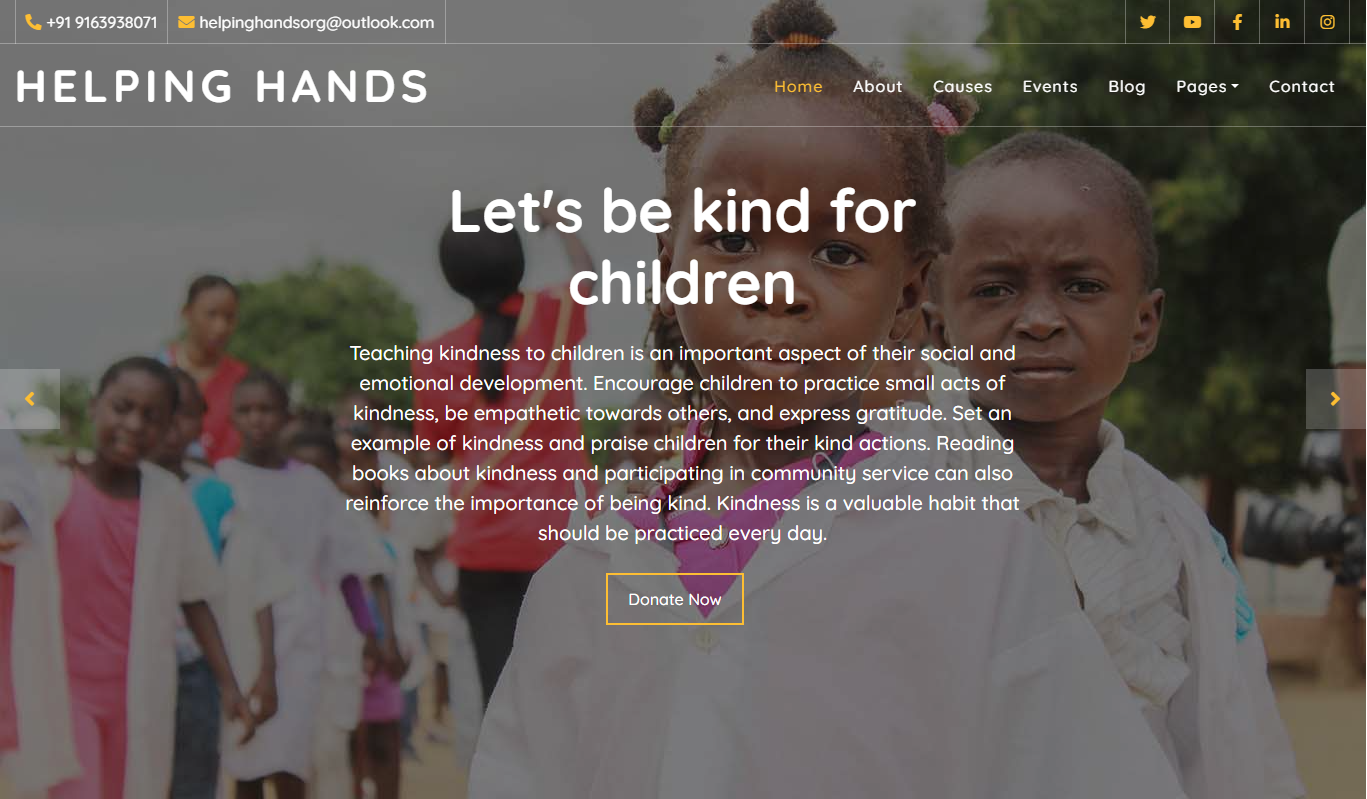 +91 9163938071 helpinghandsorg@outlook.com
HELPING HANDS
Home About Causes Events Blog Pages Contact
Let's be kind for
children
Teaching kindness to children is an important aspect of their social and
emotional development. Encourage children to practice small acts of
kindness, be empathetic towards others, and express gratitude. Set an
example of kindness and praise children for their kind actions. Reading
books about kindness and participating in community service can also
reinforce the importance of being kind. Kindness is a valuable habit that
should be practiced every day.
Donate Now